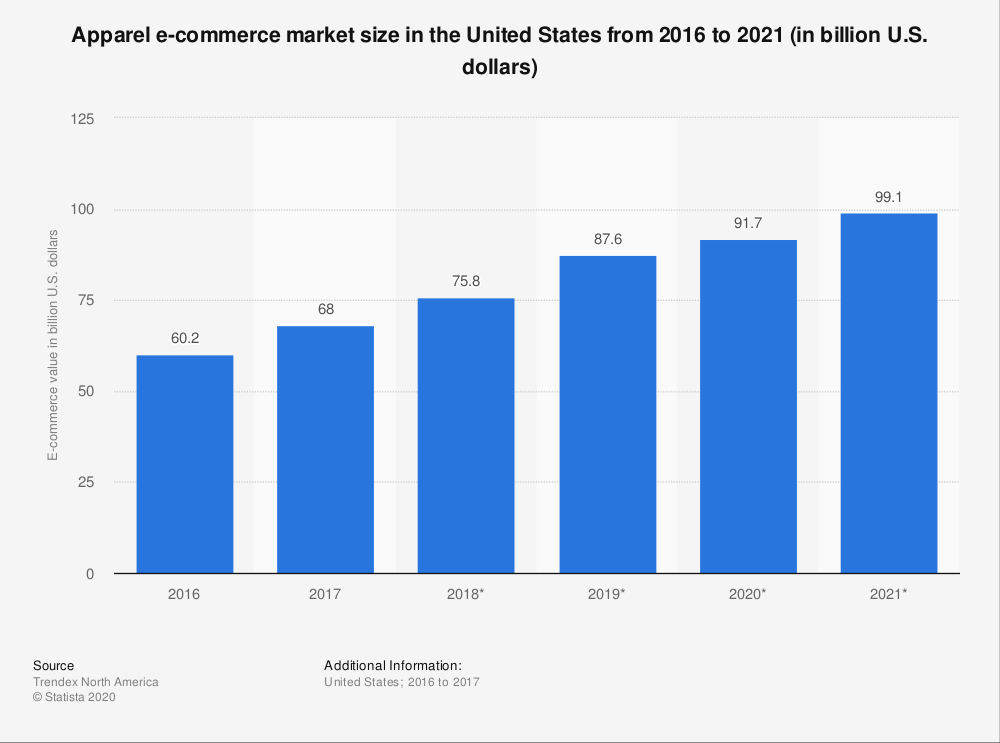 Apparel e-commerce market size in the United States from 2016 to 2021 (in billion U.S.
dollars)
125
100
75
50
25
0
E-commerce value in billion U.S. dollars
60.2
68
75.8
87.6
91.7
99.1
2016
2017
2018*
2019*
2020*
2021*
Source
Trendex North America
© Statista 2020
Additional Information:
United States; 2016 to 2017